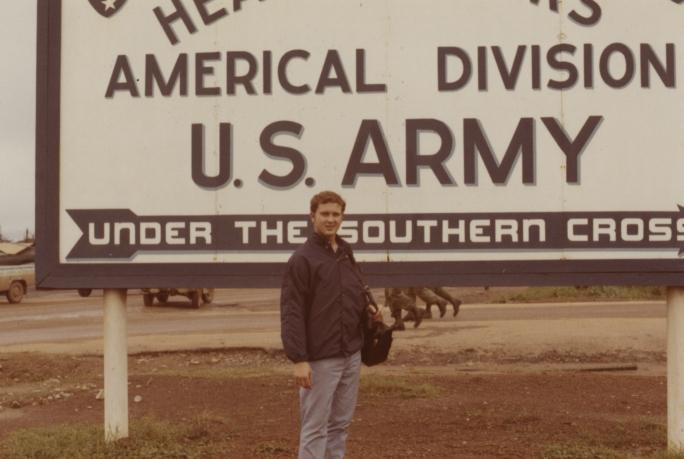 AMERICAL DIVISION
U.S. ARMY
UNDER THE SOUTHERN CROSS